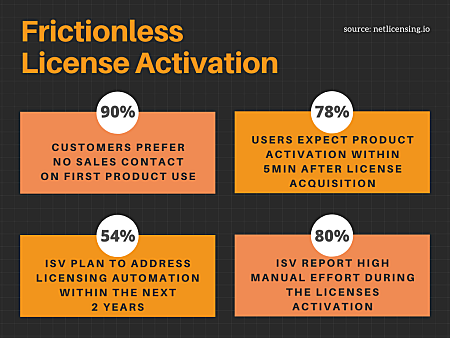 Frictionless
License Activation
source: netlicensing.io
90%
CUSTOMERS PREFER
NO SALES CONTACT
ON FIRST PRODUCT USE
78%
USERS EXPECT PRODUCT
ACTIVATION WITHIN
5MIN AFTER LICENSE
ACQUISITION
54%
ISV PLAN TO ADDRESS
LICENSING AUTOMATION
WITHIN THE NEXT
2 YEARS
80%
ISV REPORT HIGH
MANUAL EFFORT DURING
THE LICENSES
ACTIVATION